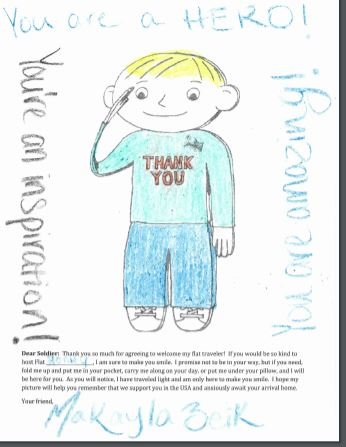 You are a HERO!
You're an inspiration!
You are amazing!
THANK
YOU
Dear Soldier: Thank you so much for agreeing to welcome my flat traveler! If you would be so kind to
host Flat, I am sure to make you smile. I promise not to be in your way, but if you need,
fold me up and put me in your pocket, carry me along on your day, or put me under your pillow, and I will
be here for you. As you will notice, I have traveled light and am only here to make you smile. I hope my
picture will help you remember that we support you in the USA and anxiously await your arrival home.
Your friend,
Makayla Beik